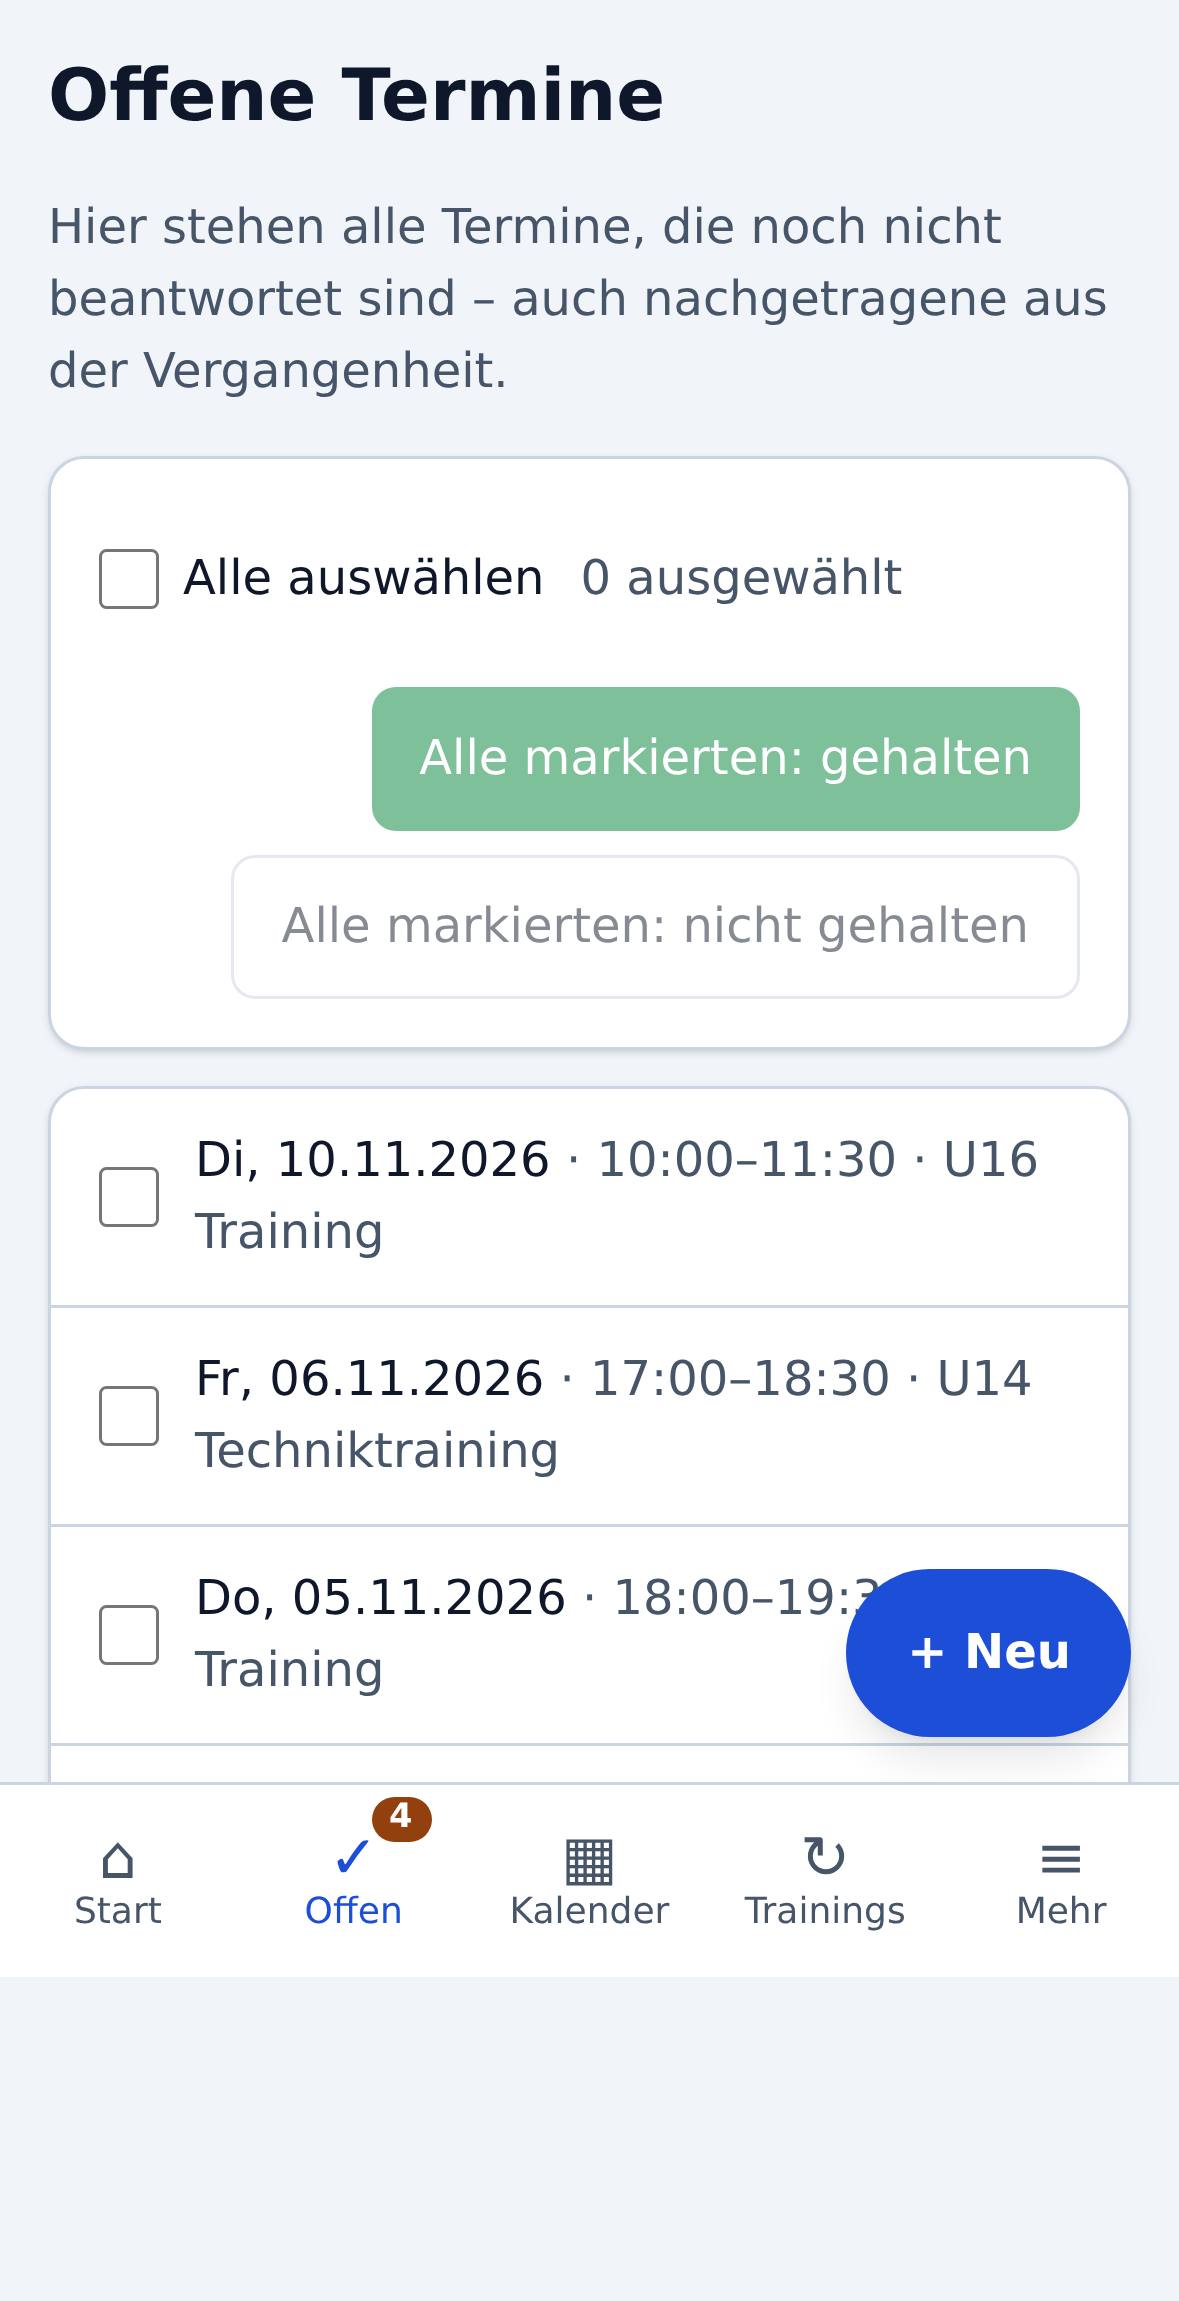 Offene Termine
Hier stehen alle Termine, die noch nicht
beantwortet sind – auch nachgetragene aus
der Vergangenheit.
Alle auswählen 0 ausgewählt
Alle markierten: gehalten
Alle markierten: nicht gehalten
Di, 10.11.2026 · 10:00–11:30 · U16
Training
Fr, 06.11.2026 · 17:00–18:30 · U14
Techniktraining
Do, 05.11.2026 · 18:00–19:3
Training
+ Neu
4
Start
Offen
Kalender
Trainings
Mehr